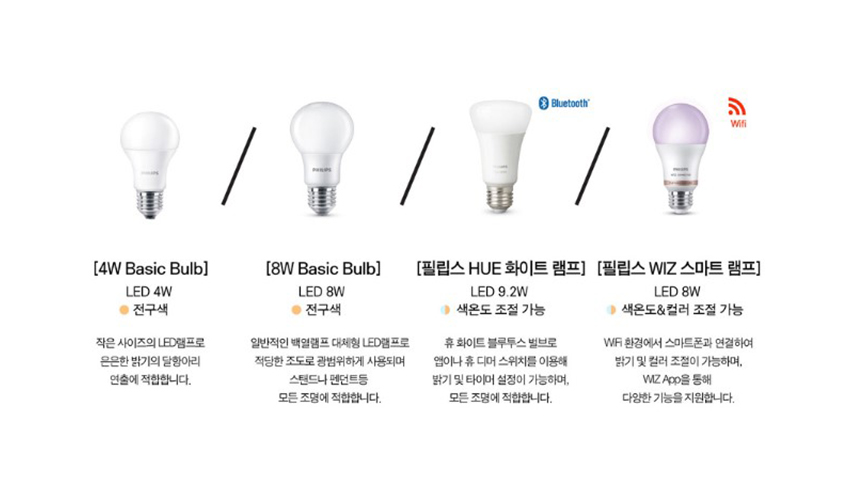 Bluetooth
Wifi
PHILIPS
PHILIPS
PHILIPS
[4W Basic Bulb]
LED 4W
전구색
작은 사이즈의 LED램프로
은은한 밝기의 달항아리
연출에 적합합니다.
[8W Basic Bulb]
LED 8W
전구색
일반적인 백열램프 대체형 LED램프로
적당한 조도로 광범위하게 사용되며
스탠드나 펜던트등
모든 조명에 적합합니다.
[필립스 HUE 화이트 램프]
LED 9.2W
색온도 조절 가능
휴 화이트 블루투스 벌브로
앱이나 휴 디머 스위치를 이용해
밝기 및 타이머 설정이 가능하며,
모든 조명에 적합합니다.
[필립스 WIZ 스마트 램프]
LED 8W
색온도&컬러 조절 가능
WiFi 환경에서 스마트폰과 연결하여
밝기 및 컬러 조절이 가능하며,
WIZ App을 통해
다양한 기능을 지원합니다.